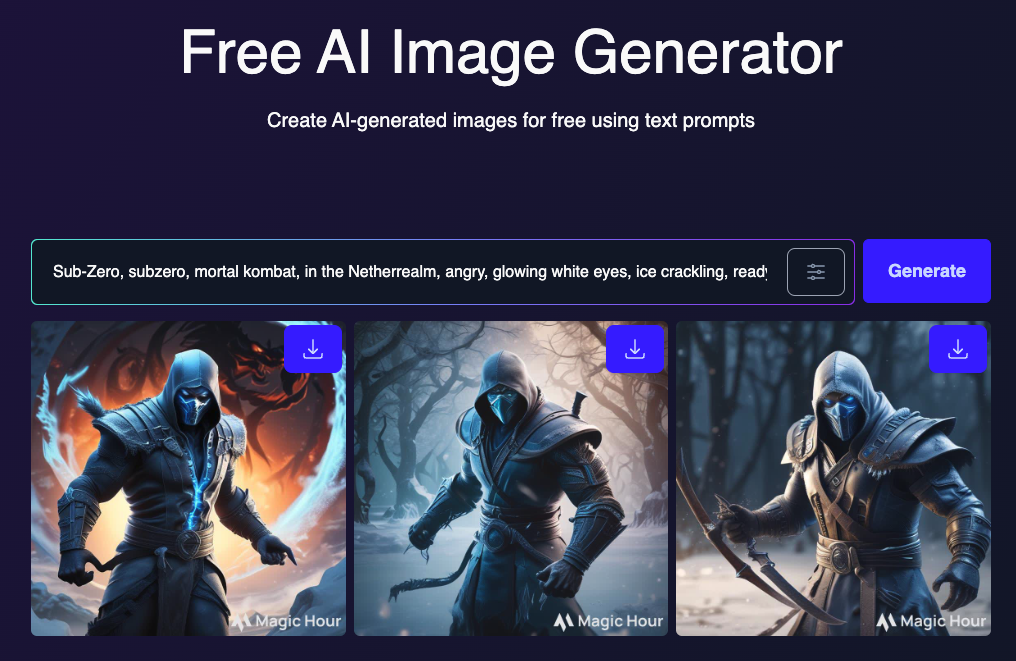 Free AI Image Generator
Create AI-generated images for free using text prompts
Sub-Zero, subzero, mortal kombat, in the Netherrealm, angry, glowing white eyes, ice crackling, ready
Generate
Magic Hour
Magic Hour
Magic Hour